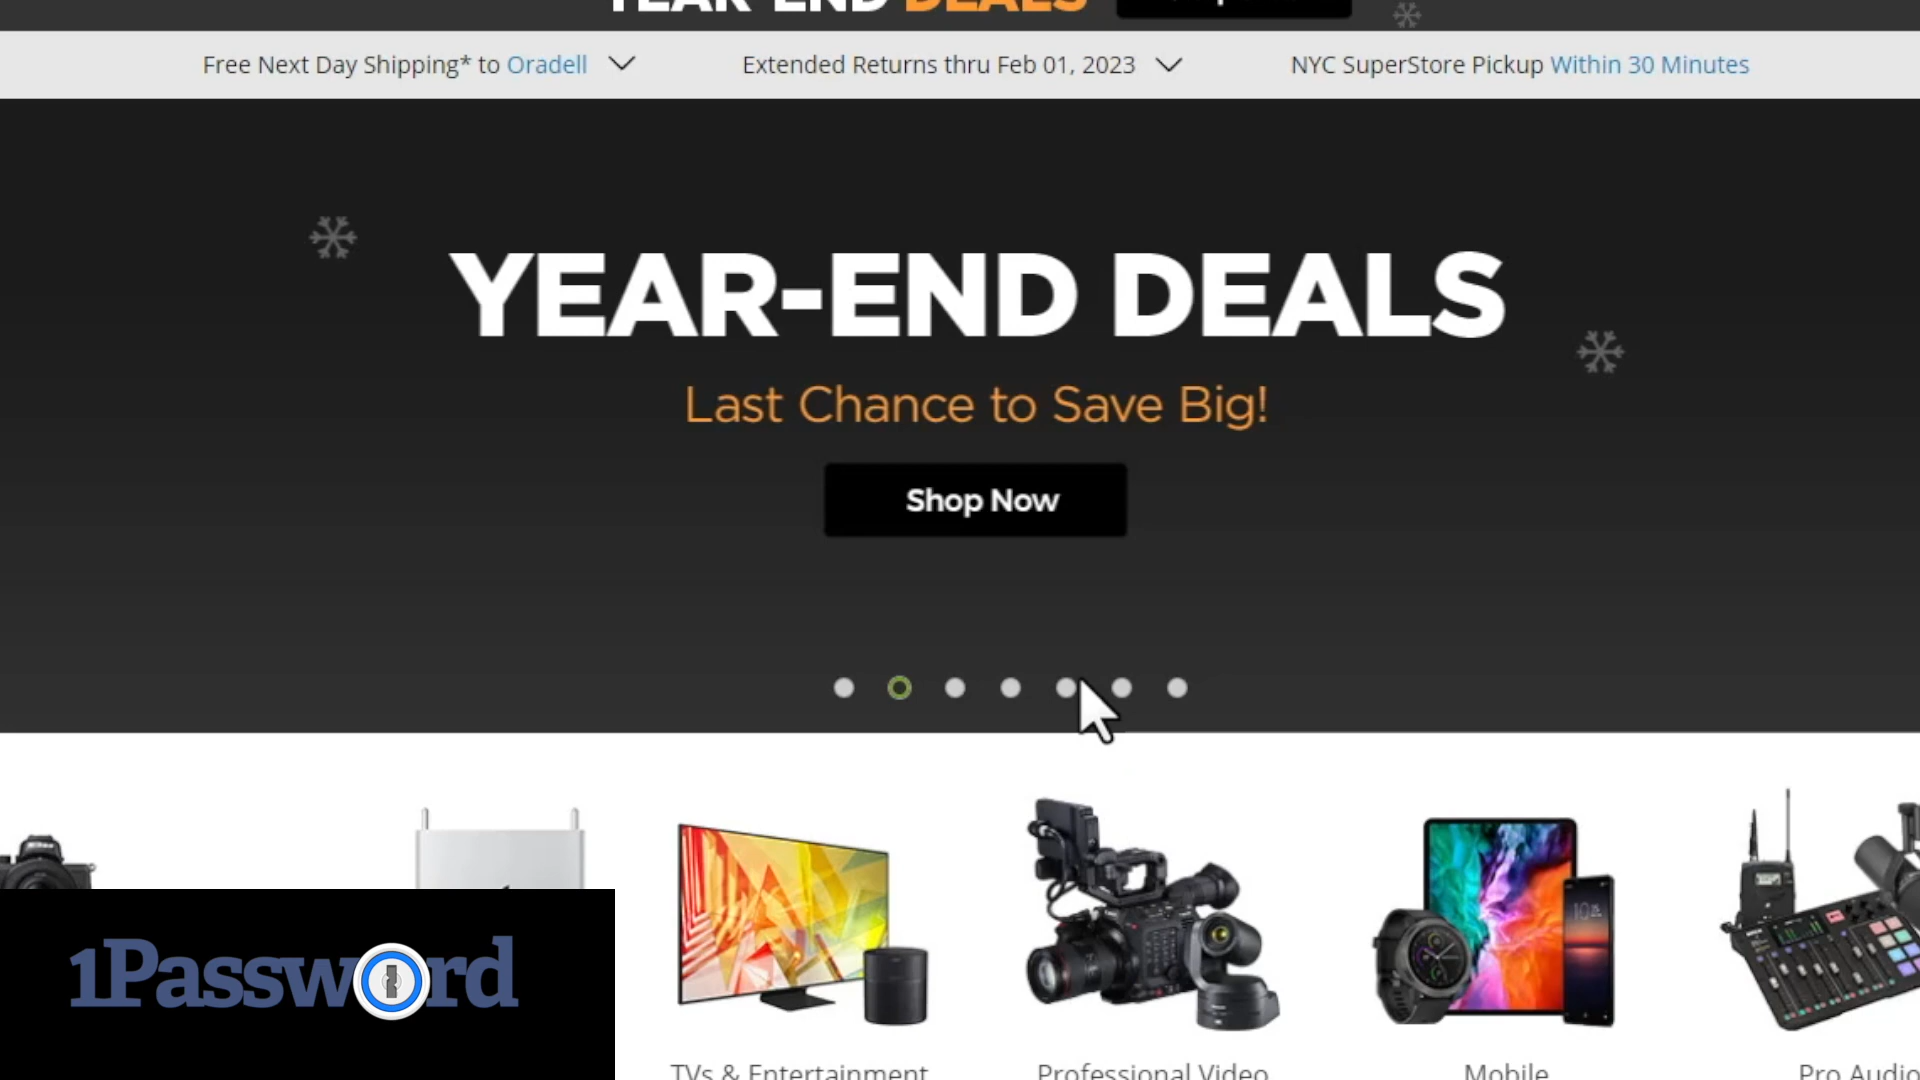 YEAR-END DEALS
Free Next Day Shipping* to Oradell
Extended Returns thru Feb 01, 2023
NYC SuperStore Pickup Within 30 Minutes
YEAR-END DEALS
Last Chance to Save Big!
Shop Now
1Password
TVs & Entertainment
Professional Video
Mobile
Pro Audio